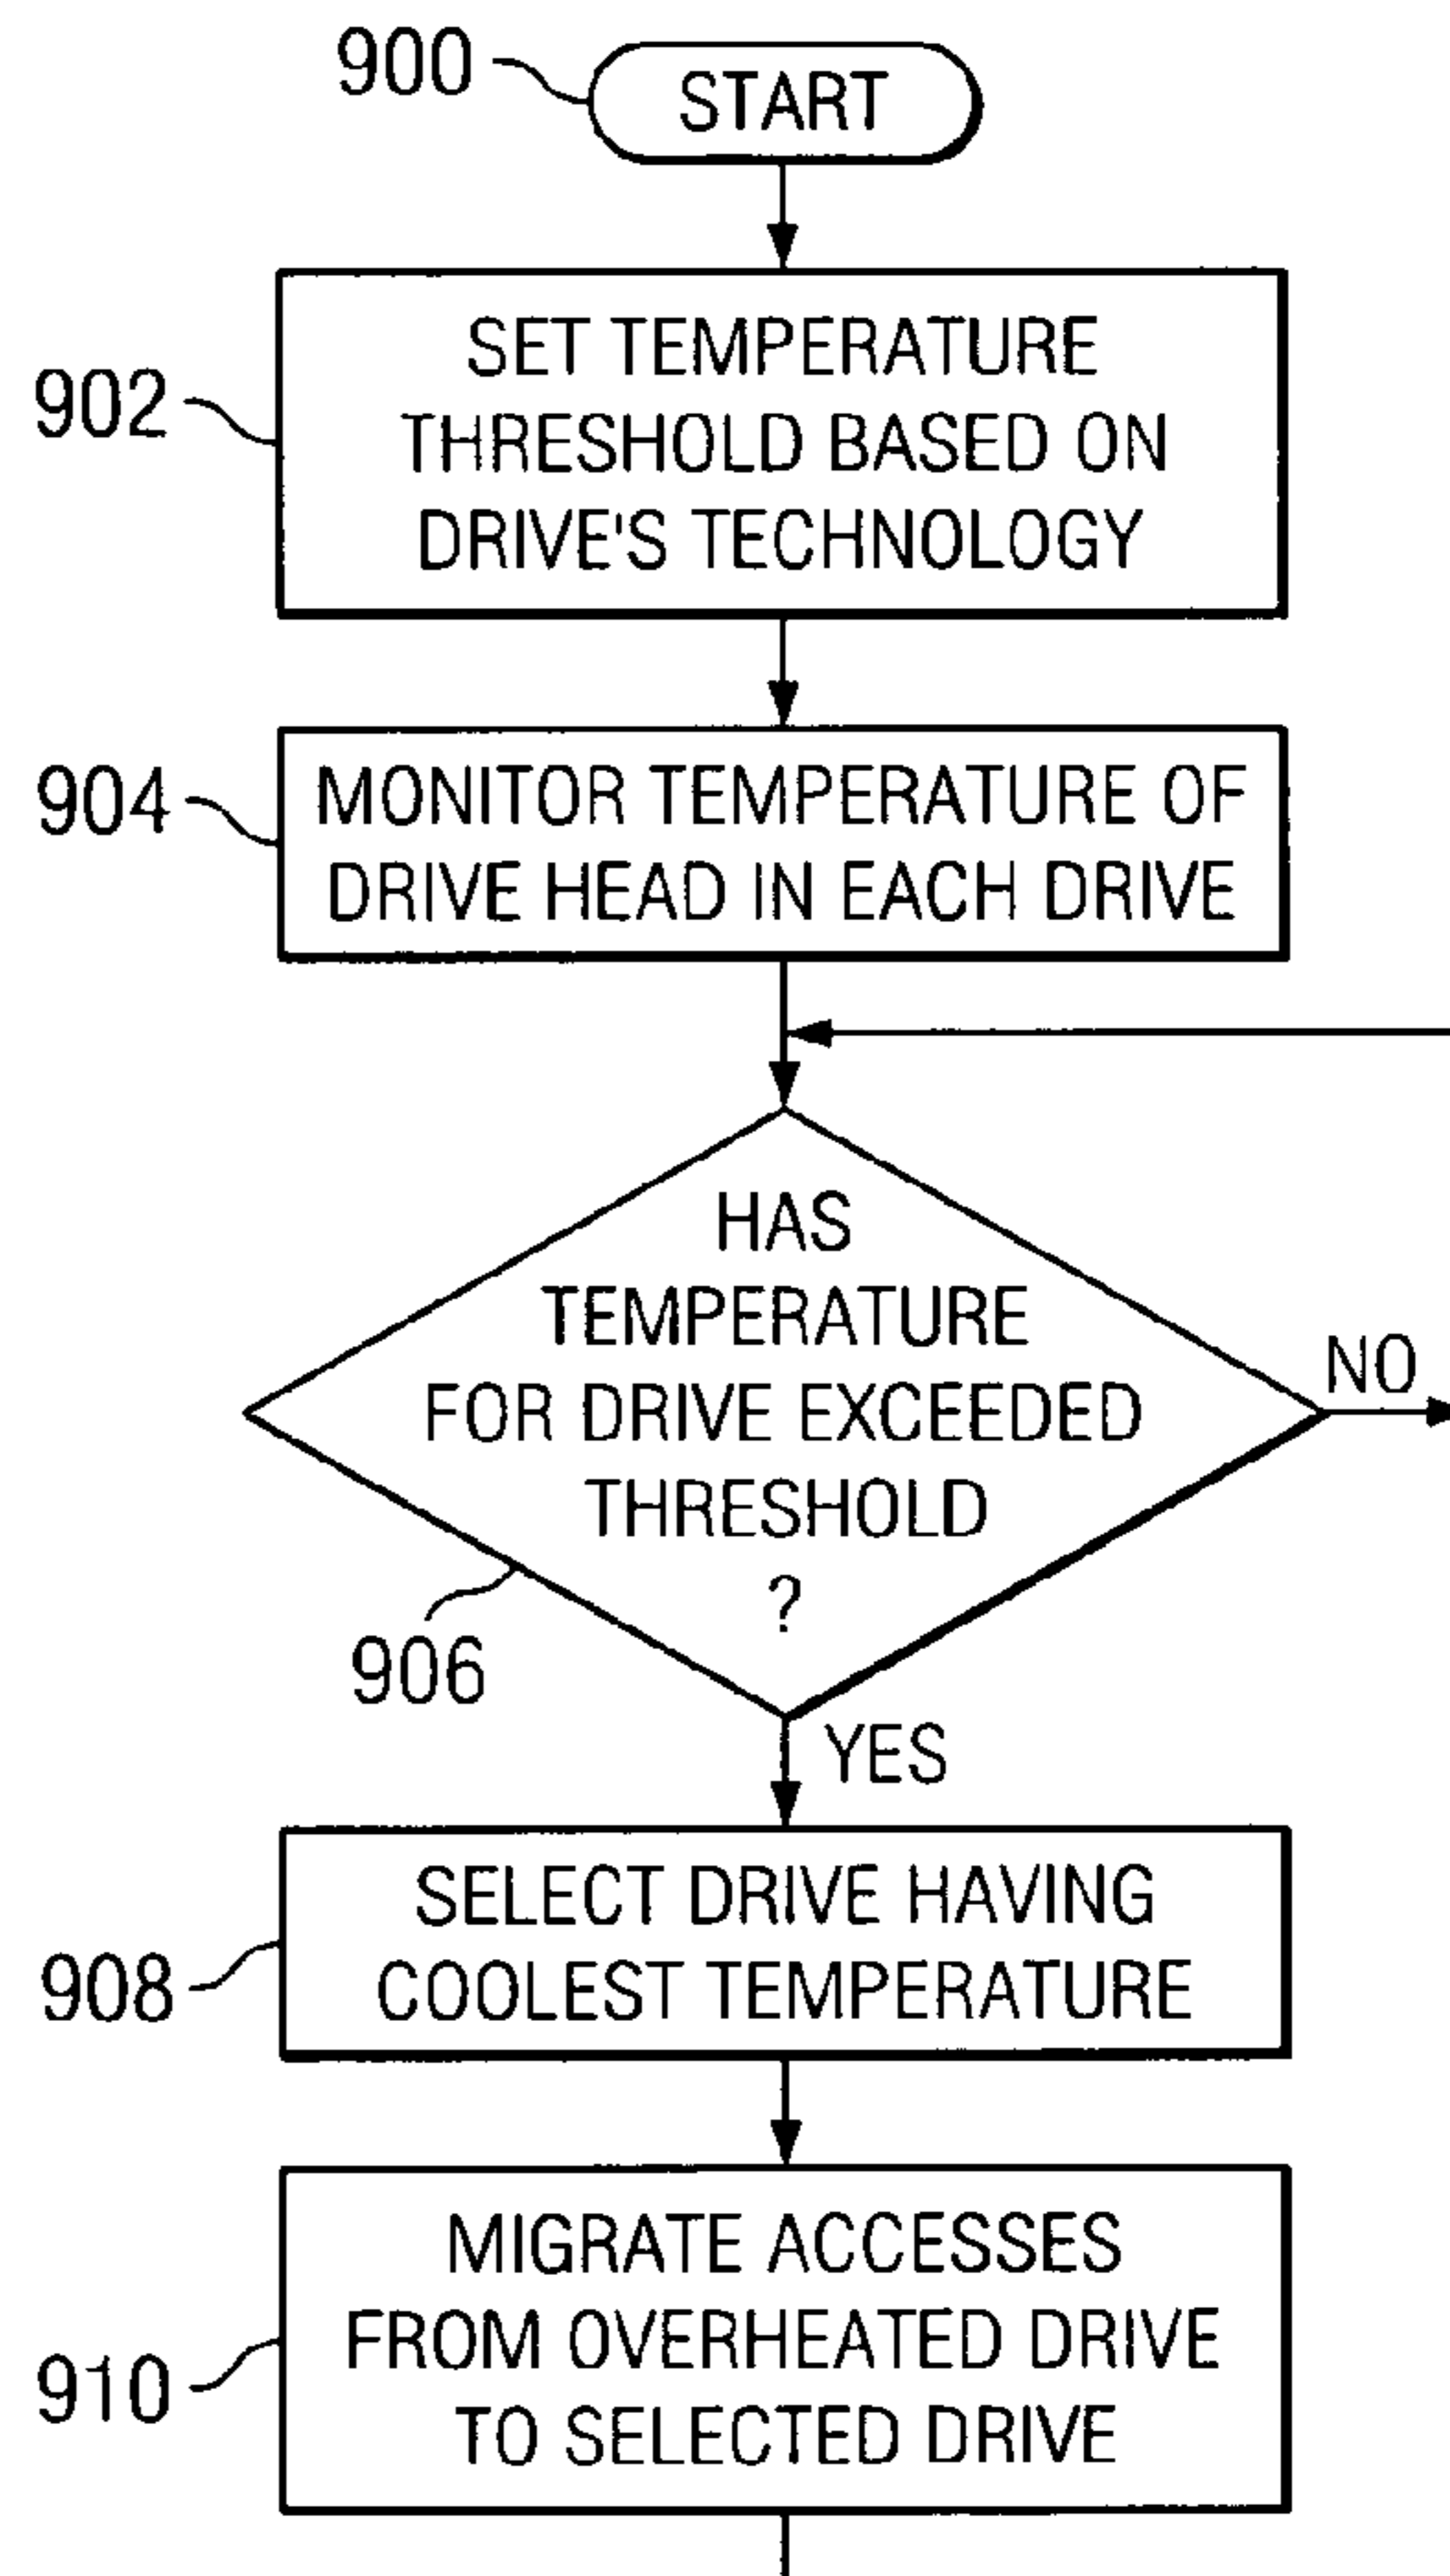 900
START
902
SET TEMPERATURE
THRESHOLD BASED ON
DRIVE'S TECHNOLOGY
904
MONITOR TEMPERATURE OF
DRIVE HEAD IN EACH DRIVE
HAS
TEMPERATURE
FOR DRIVE EXCEEDED
THRESHOLD
?
NO
906
YES
908
SELECT DRIVE HAVING
COOLEST TEMPERATURE
910
MIGRATE ACCESSES
FROM OVERHEATED DRIVE
TO SELECTED DRIVE